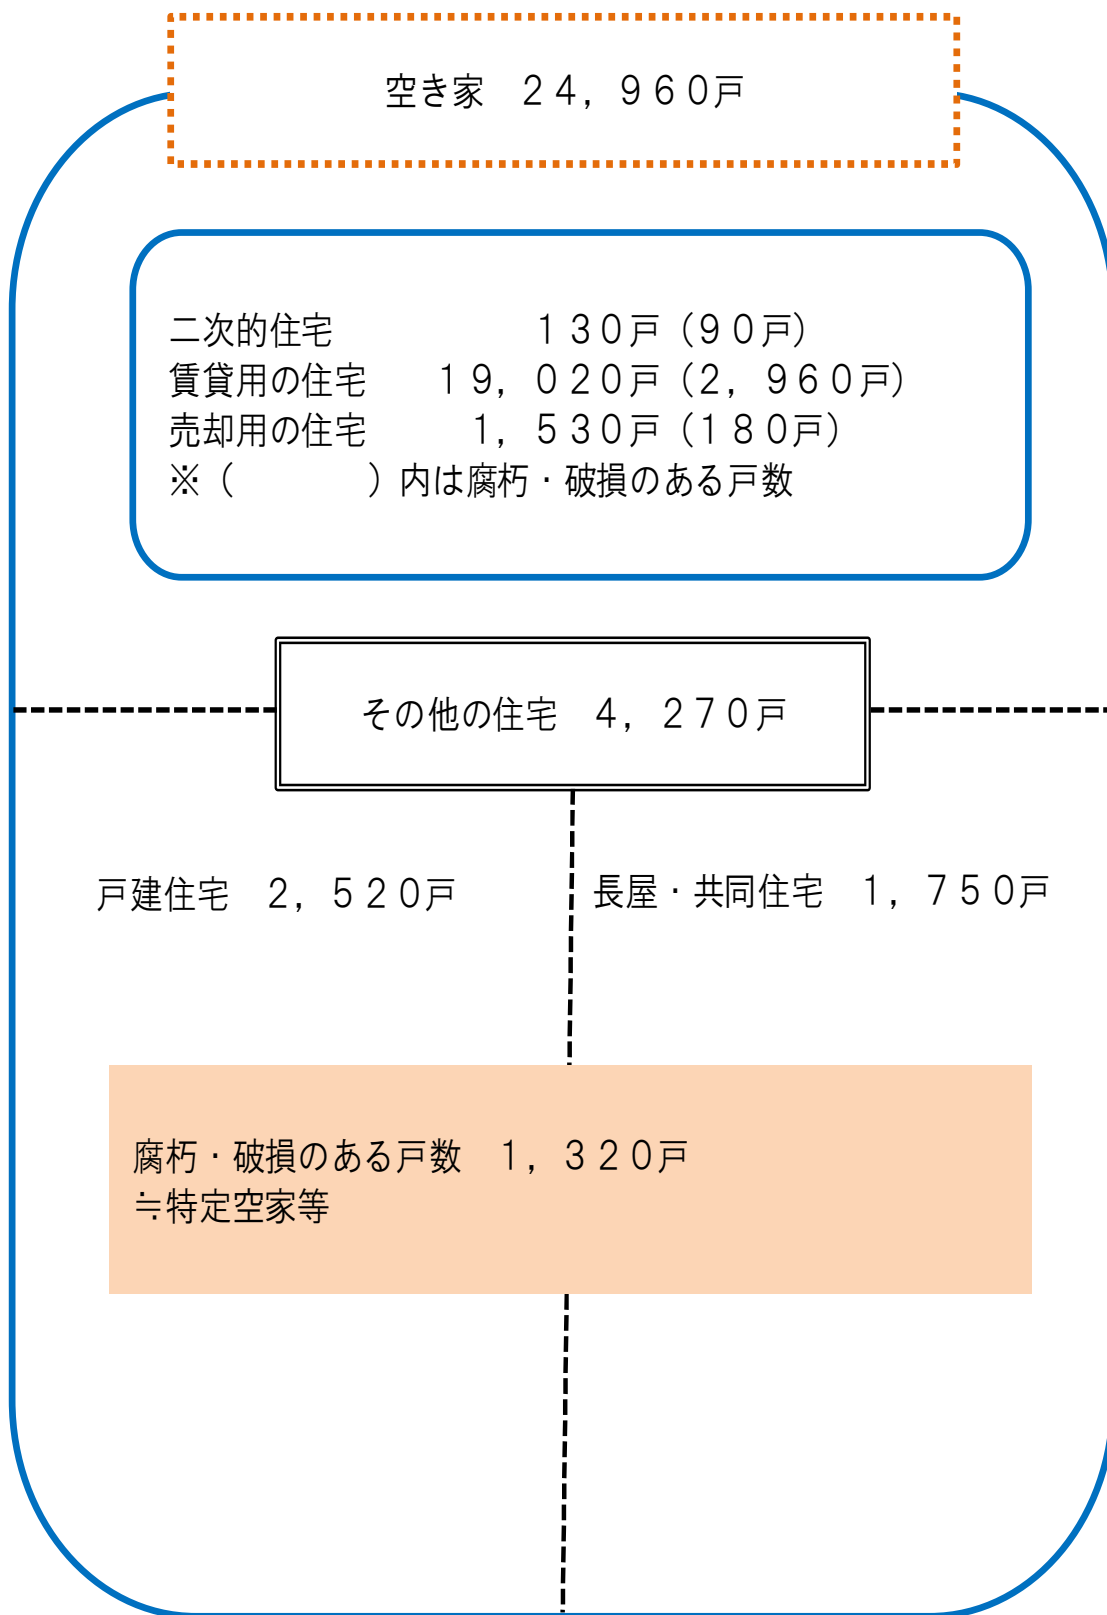 空き家　２４，９６０戸
二次的住宅　　　　　　１３０戸（９０戸）
賃貸用の住宅　　１９，０２０戸（２，９６０戸）
売却用の住宅　　　１，５３０戸（１８０戸）
※（　　　　）内は腐朽・破損のある戸数
その他の住宅　４，２７０戸
戸建住宅　２，５２０戸
長屋・共同住宅　１，７５０戸
腐朽・破損のある戸数　１，３２０戸
≒特定空家等